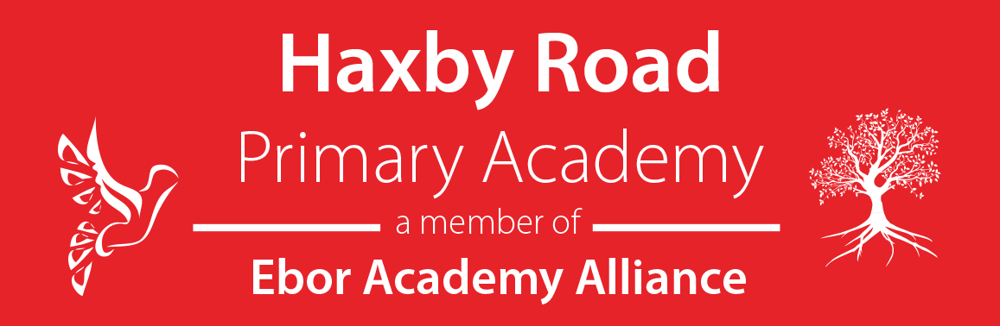 Haxby Road
Primary Academy
a member of
Ebor Academy Alliance